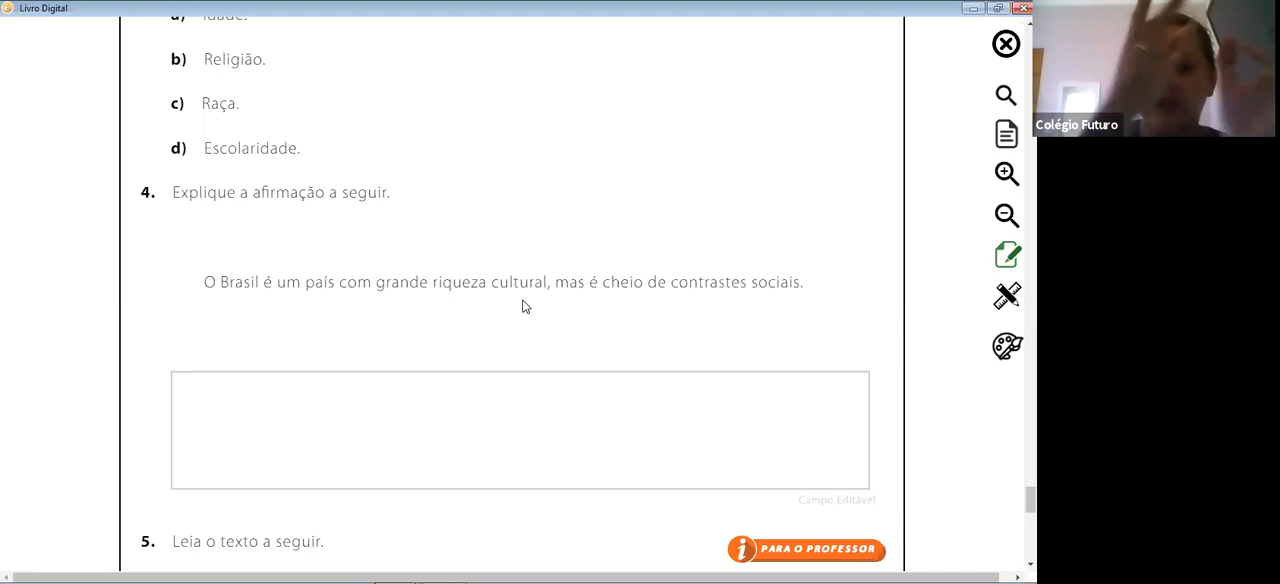 Livro Digital
a) Idade.
b) Religião.
c) Raça.
d) Escolaridade.
4. Explique a afirmação a seguir.
O Brasil é um país com grande riqueza cultural, mas é cheio de contrastes sociais.
Campo Editável
5. Leia o texto a seguir.
i PARA O PROFESSOR
Colégio Futuro